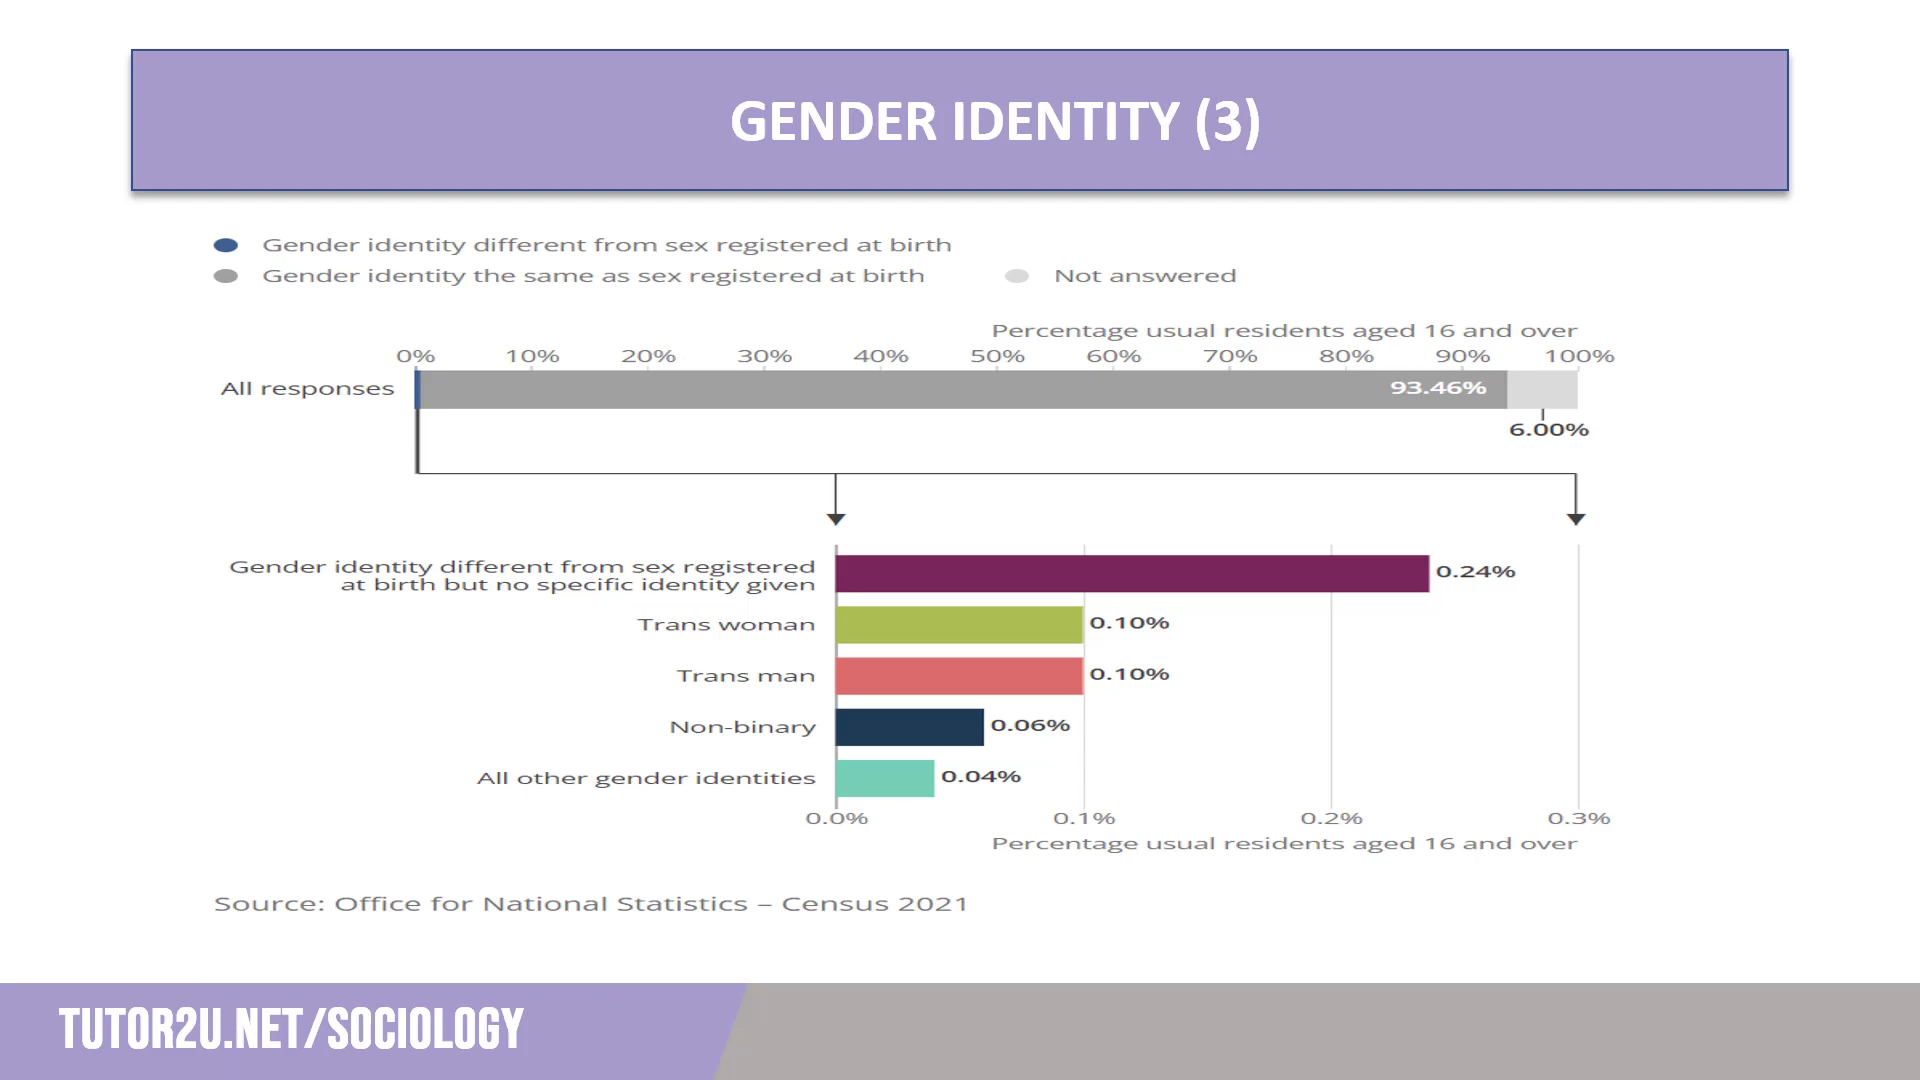 GENDER IDENTITY (3)
Gender identity different from sex registered at birth
Gender identity the same as sex registered at birth Not answered
Percentage usual residents aged 16 and over
0% 10% 20% 30% 40% 50% 60% 70% 80% 90% 100%
All responses 93.46%
6.00%
Gender identity different from sex registered
at birth but no specific identity given 0.24%
Trans woman 0.10%
Trans man 0.10%
Non-binary 0.06%
All other gender identities 0.04%
0.0% 0.1% 0.2% 0.3%
Percentage usual residents aged 16 and over
Source: Office for National Statistics – Census 2021
TUTOR2U.NET/SOCIOLOGY